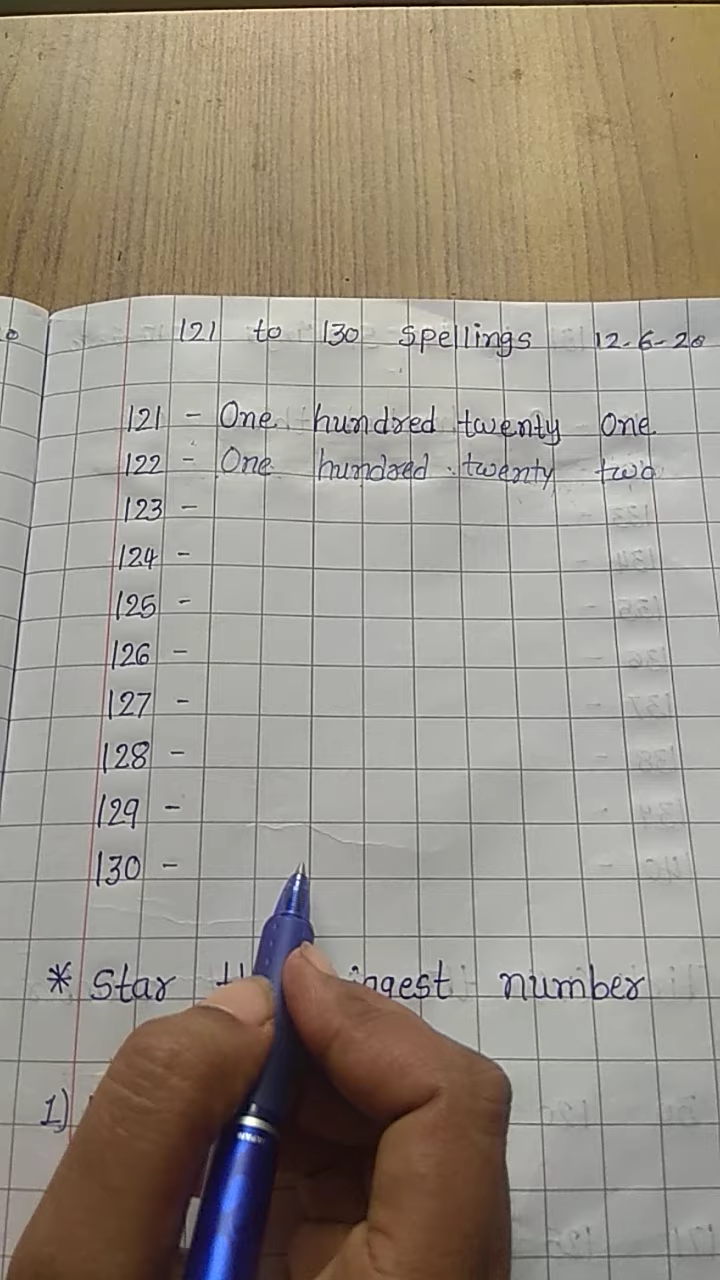 121 to 130 spellings 12-6-20
121 - One hundred twenty One
122 - One hundred twenty two
123 -
124 -
125 -
126 -
127 -
128 -
129 -
130 -
* Star number
1)
JAPAN